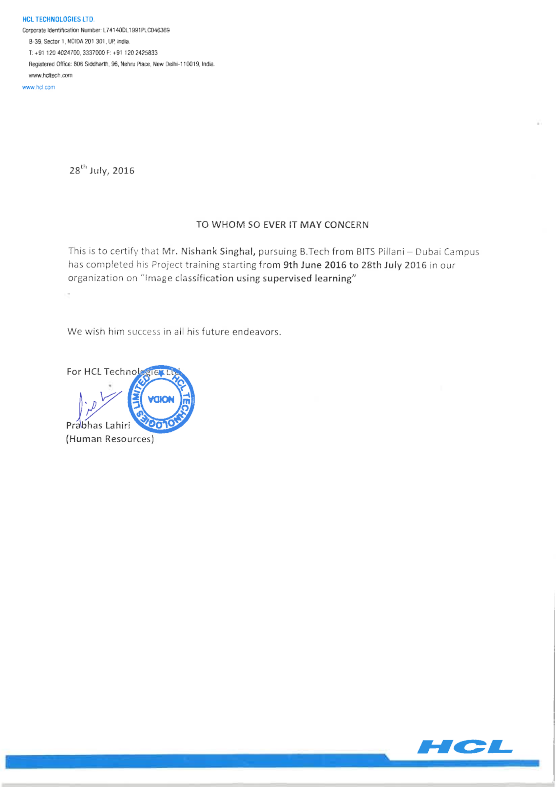 HCL TECHNOLOGIES LTD
Corporate Identification Number: L74140DL1991PLC046369
B-39, Sector 1, NOIDA 201 301, UP, India.
T: +91 120 4024700, 3337000 F: +91 120 2425833
Registered Office: 806 Siddharth, 96, Nehru Place, New Delhi-110019, India.
www.hcltech.com
www.hcl.com
28th July, 2016
TO WHOM SO EVER IT MAY CONCERN
This is to certify that Mr. Nishank Singhal, pursuing B.Tech from BITS Pillani – Dubai Campus
has completed his Project training starting from 9th June 2016 to 28th July 2016 in our
organization on "Image classification using supervised learning"
We wish him success in all his future endeavors.
For HCL Technologies Ltd
HCL TECHNOLOGIES LIMITED
NOIDA
Prabhas Lahiri
(Human Resources)
HCL